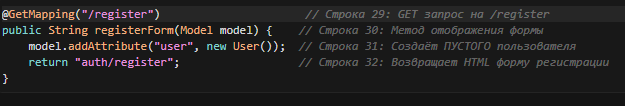 @GetMapping("/register") // Строка 29: GET запрос на /register
public String registerForm(Model model) { // Строка 30: Метод отображения формы
model.addAttribute("user", new User()); // Строка 31: Создаём ПУСТОГО пользователя
return "auth/register"; // Строка 32: Возвращает HTML форму регистрации
}